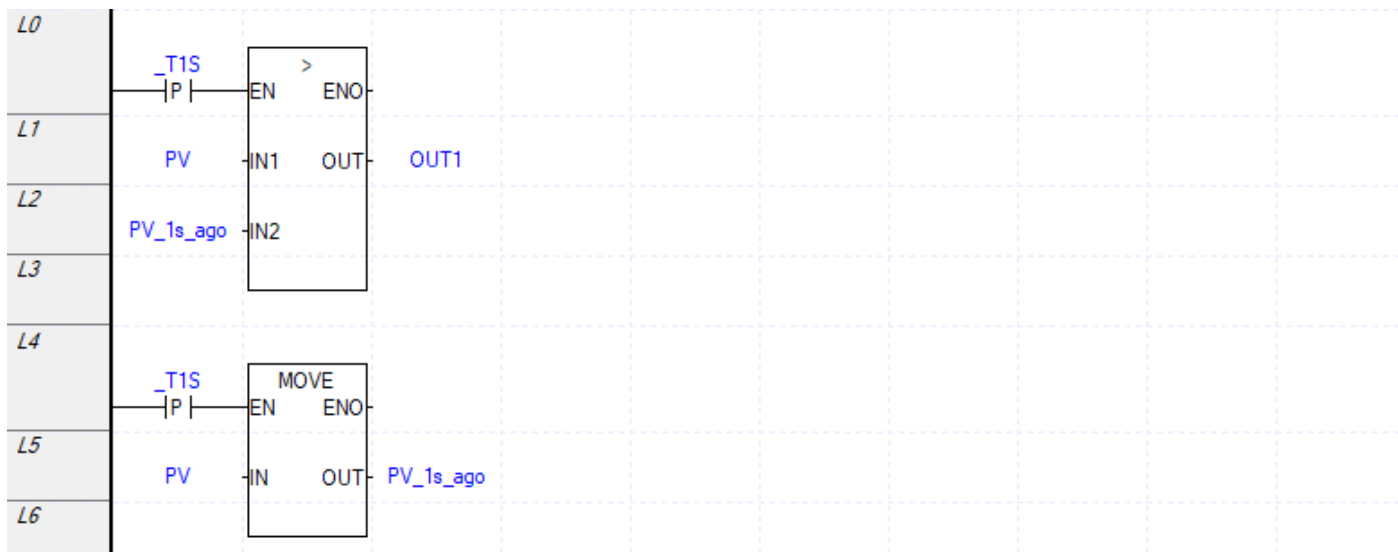 L0
_T1S >
P EN ENO
L1
PV IN1 OUT OUT1
L2
PV_1s_ago IN2
L3
L4
_T1S MOVE
P EN ENO
L5
PV IN OUT PV_1s_ago
L6